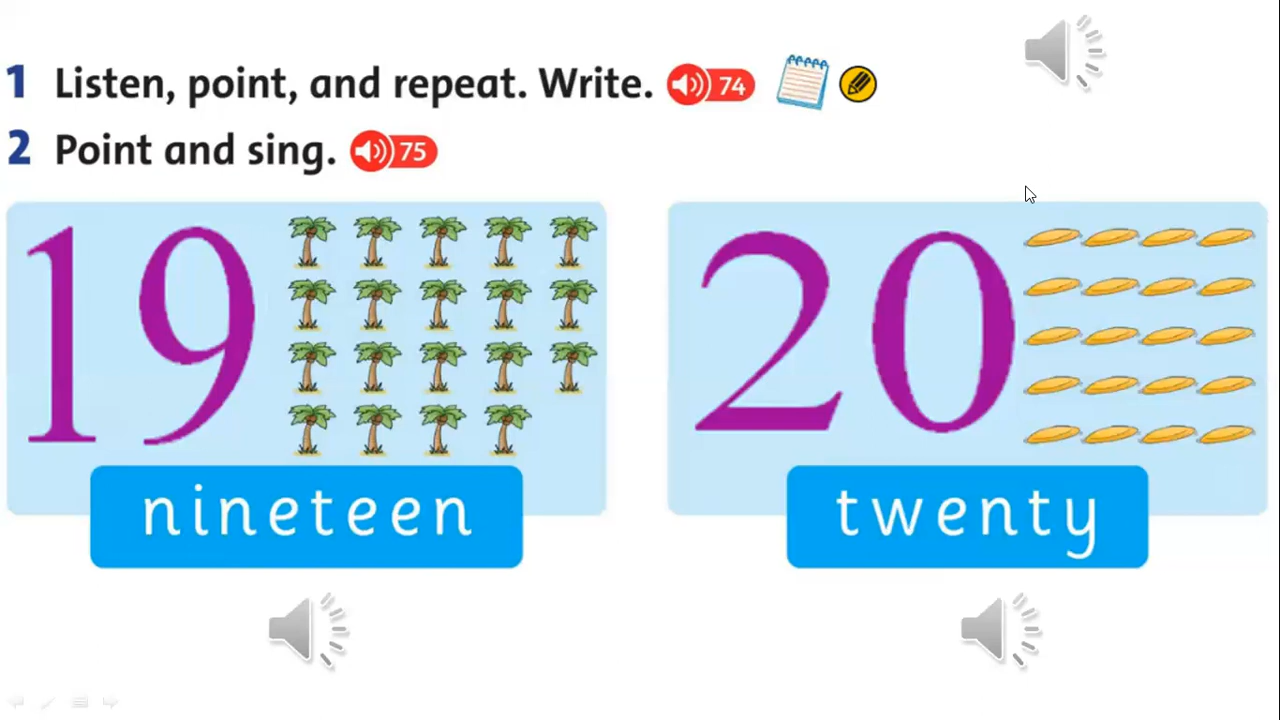 1 Listen, point, and repeat. Write. 74
2 Point and sing. 75
19
nineteen
20
twenty